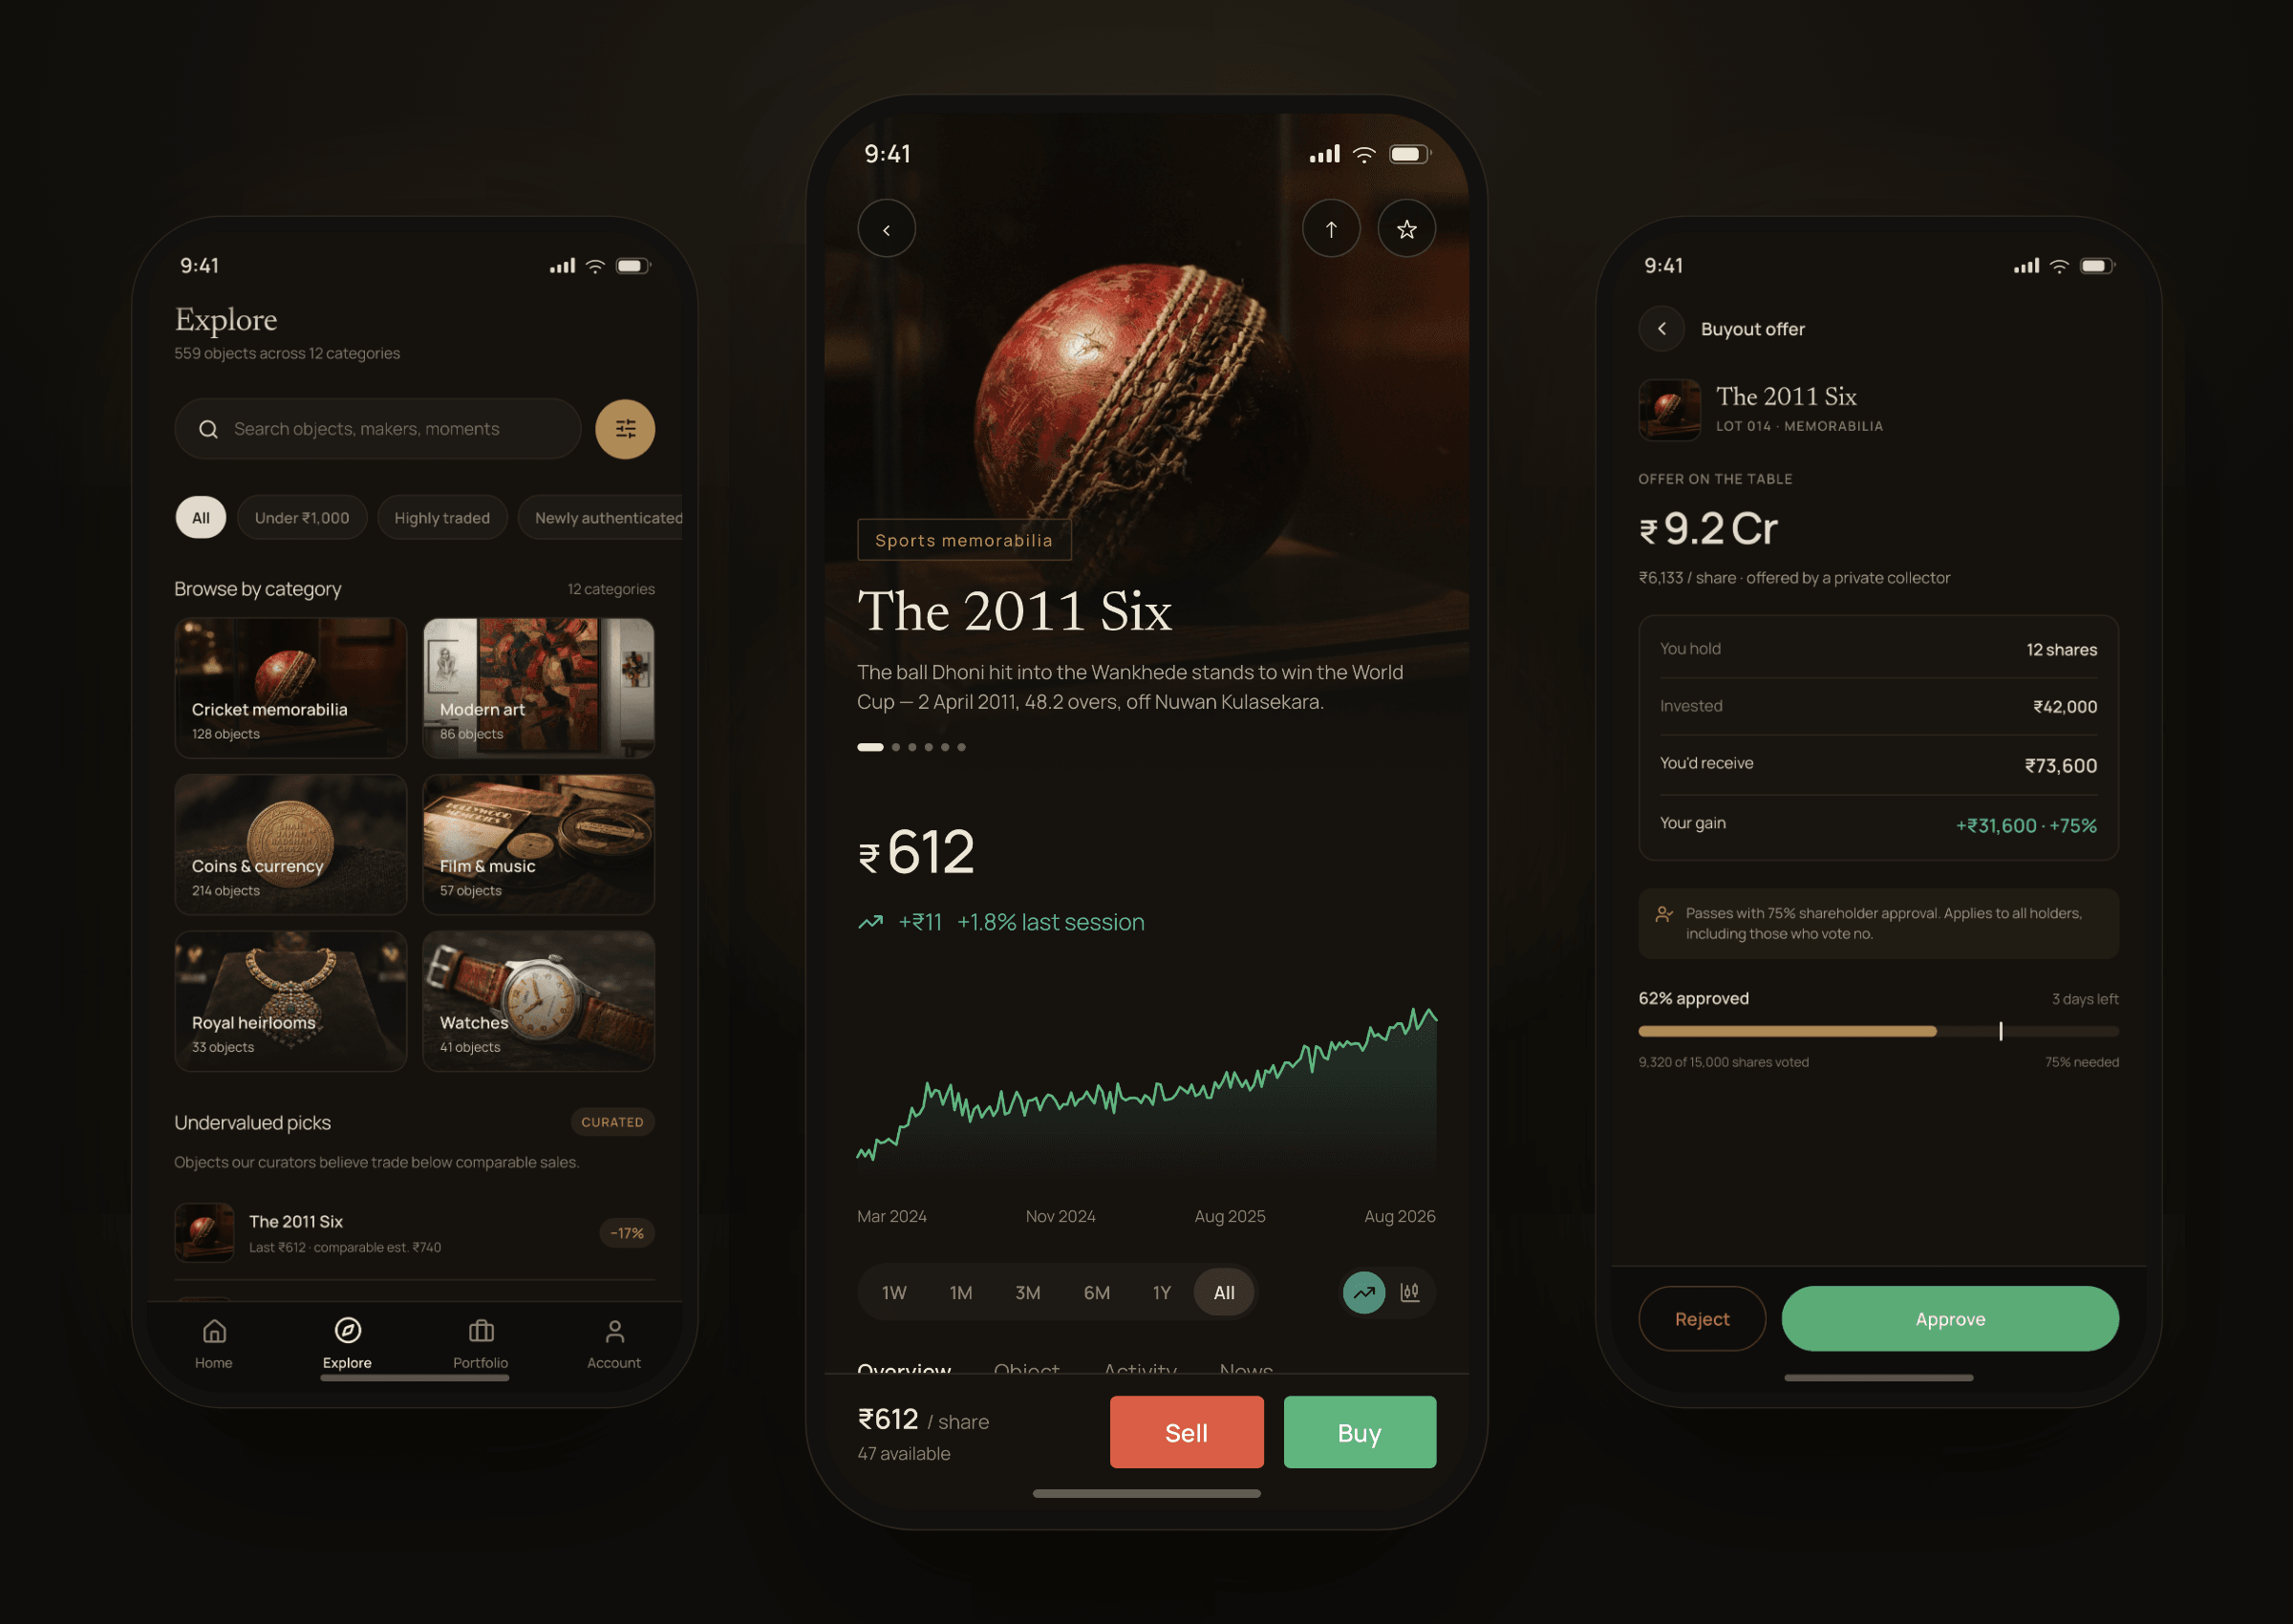 9:41
Explore
559 objects across 12 categories
Search objects, makers, moments
All
Under ₹1,000
Highly traded
Newly authenticated
Browse by category
12 categories
Cricket memorabilia
128 objects
Modern art
86 objects
Coins & currency
214 objects
Film & music
57 objects
Royal heirlooms
33 objects
Watches
41 objects
Undervalued picks
CURATED
Objects our curators believe trade below comparable sales.
The 2011 Six
Last ₹612 · comparable est. ₹740
−17%
Home
Explore
Portfolio
Account
9:41
Sports memorabilia
The 2011 Six
The ball Dhoni hit into the Wankhede stands to win the World
Cup — 2 April 2011, 48.2 overs, off Nuwan Kulasekara.
₹612
+₹11 +1.8% last session
Mar 2024
Nov 2024
Aug 2025
Aug 2026
1W
1M
3M
6M
1Y
All
Overview
Object
Activity
News
₹612 / share
47 available
Sell
Buy
9:41
Buyout offer
The 2011 Six
LOT 014 · MEMORABILIA
OFFER ON THE TABLE
₹9.2 Cr
₹6,133 / share · offered by a private collector
You hold
12 shares
Invested
₹42,000
You'd receive
₹73,600
Your gain
+₹31,600 · +75%
Passes with 75% shareholder approval. Applies to all holders,
including those who vote no.
62% approved
3 days left
9,320 of 15,000 shares voted
75% needed
Reject
Approve